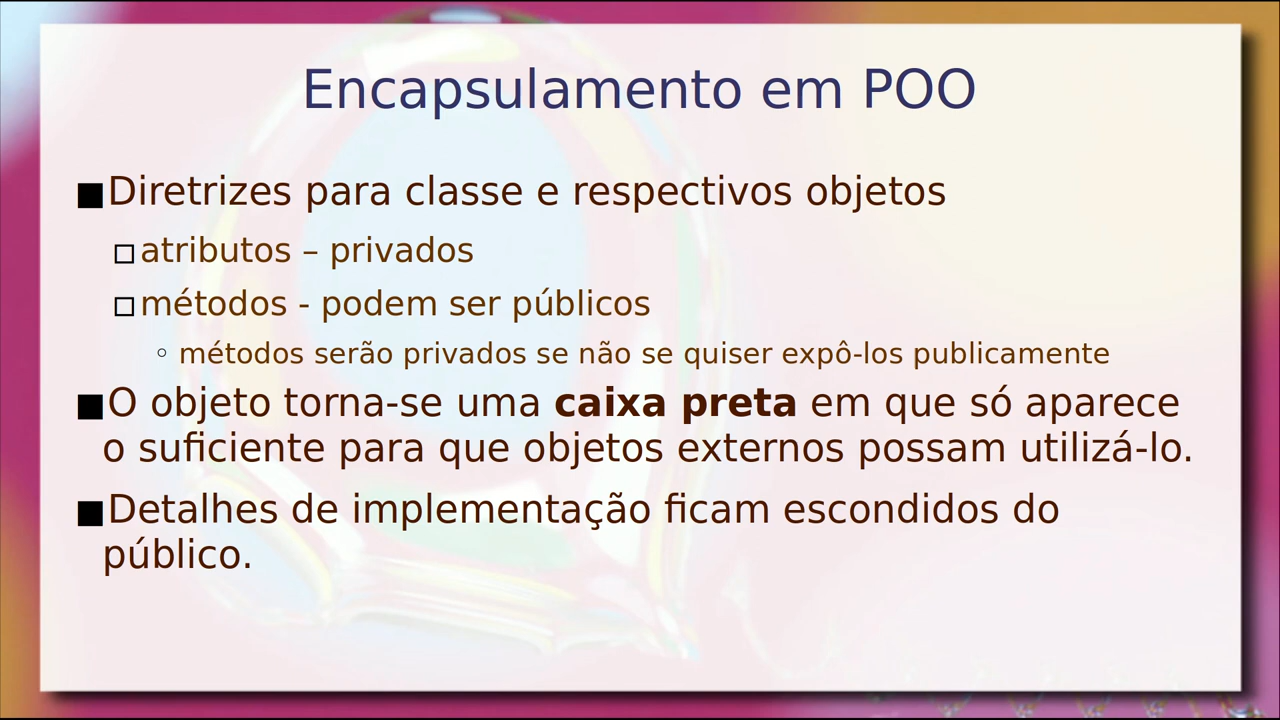 Encapsulamento em POO
■Diretrizes para classe e respectivos objetos
□atributos – privados
□métodos - podem ser públicos
◦ métodos serão privados se não se quiser expô-los publicamente
■O objeto torna-se uma caixa preta em que só aparece
o suficiente para que objetos externos possam utilizá-lo.
■Detalhes de implementação ficam escondidos do
público.